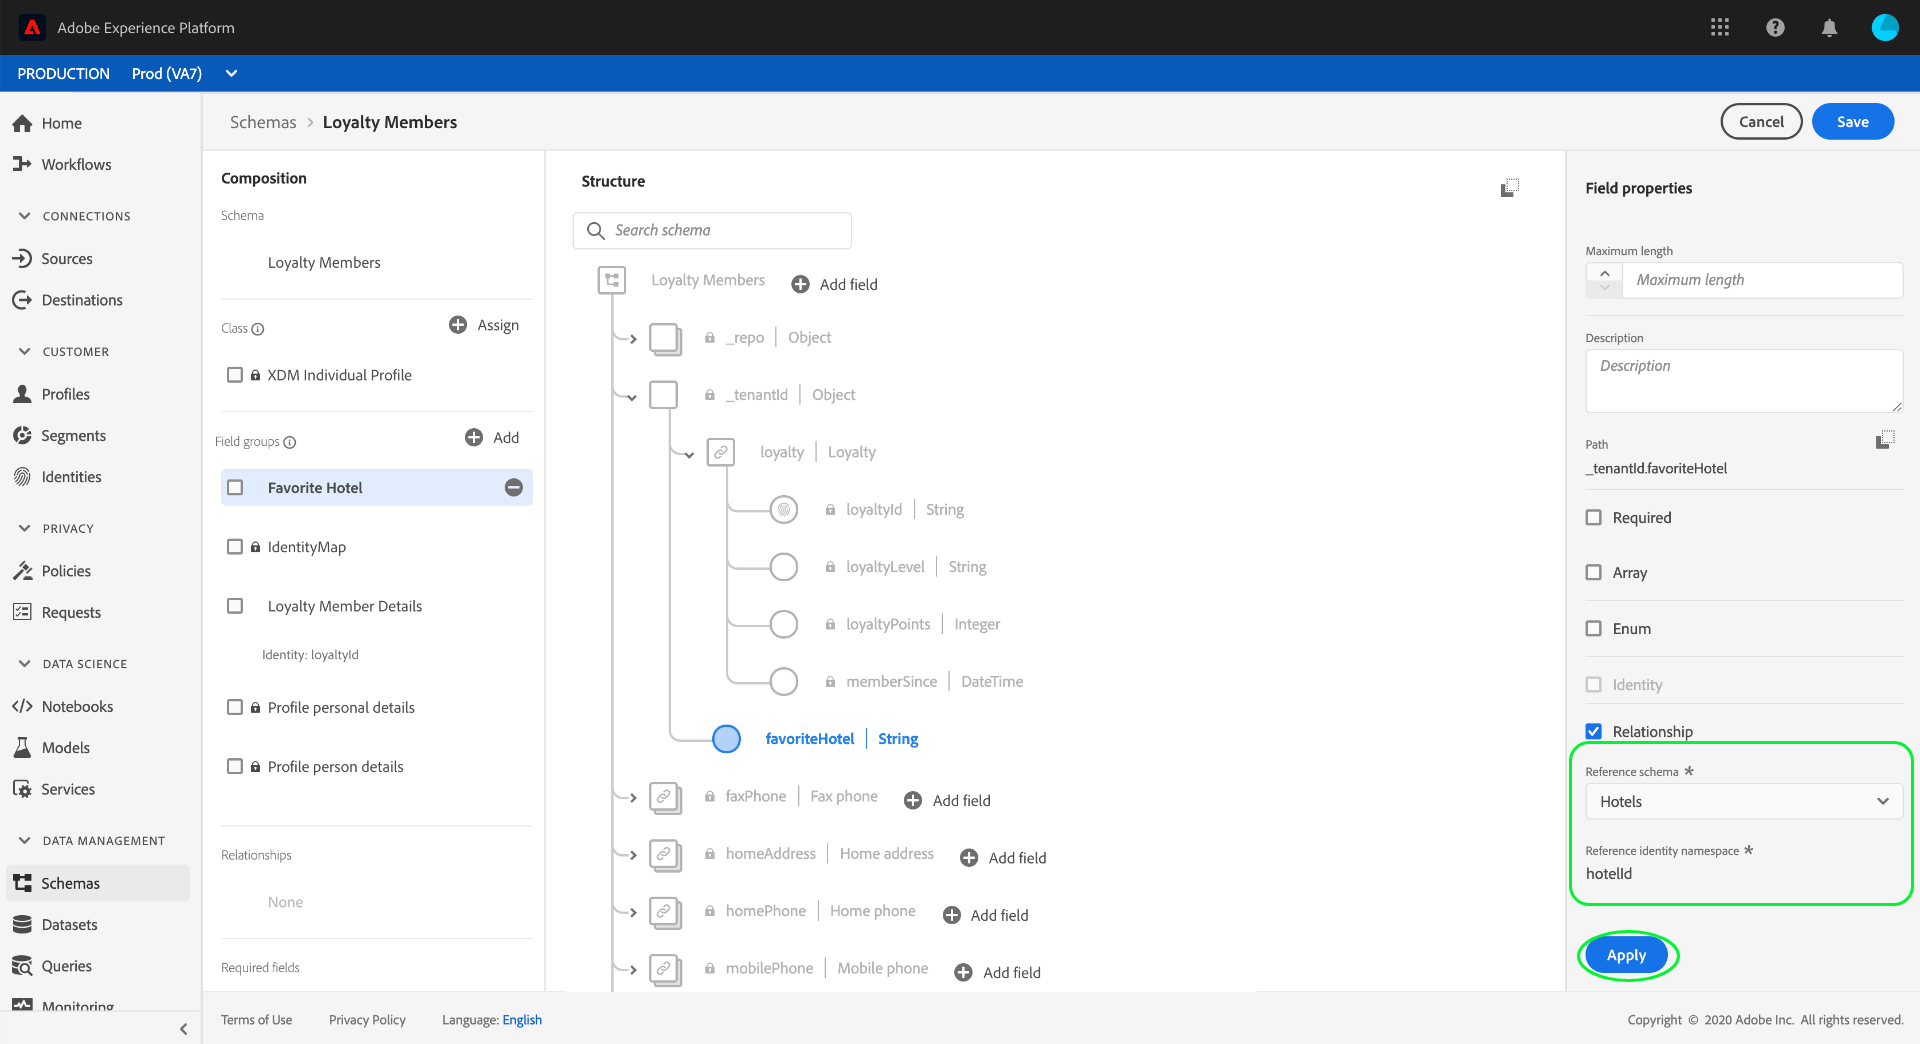 Adobe Experience Platform
PRODUCTION Prod (VA7)
Home
Workflows
CONNECTIONS
Sources
Destinations
CUSTOMER
Profiles
Segments
Identities
PRIVACY
Policies
Requests
DATA SCIENCE
Notebooks
Models
Services
DATA MANAGEMENT
Schemas
Datasets
Queries
Monitoring
Schemas > Loyalty Members
Cancel
Save
Composition
Schema
Loyalty Members
Class
Assign
XDM Individual Profile
Field groups
Add
Favorite Hotel
IdentityMap
Loyalty Member Details
Identity: loyaltyId
Profile personal details
Profile person details
Relationships
None
Required fields
Structure
Search schema
Loyalty Members Add field
_repo | Object
_tenantId | Object
loyalty | Loyalty
loyaltyId | String
loyaltyLevel | String
loyaltyPoints | Integer
memberSince | DateTime
favoriteHotel | String
faxPhone | Fax phone Add field
homeAddress | Home address Add field
homePhone | Home phone Add field
mobilePhone | Mobile phone Add field
Field properties
Maximum length
Maximum length
Description
Description
Path
_tenantId.favoriteHotel
Required
Array
Enum
Identity
Relationship
Reference schema *
Hotels
Reference identity namespace *
hotelId
Apply
Terms of Use Privacy Policy Language: English
Copyright © 2020 Adobe Inc. All rights reserved.